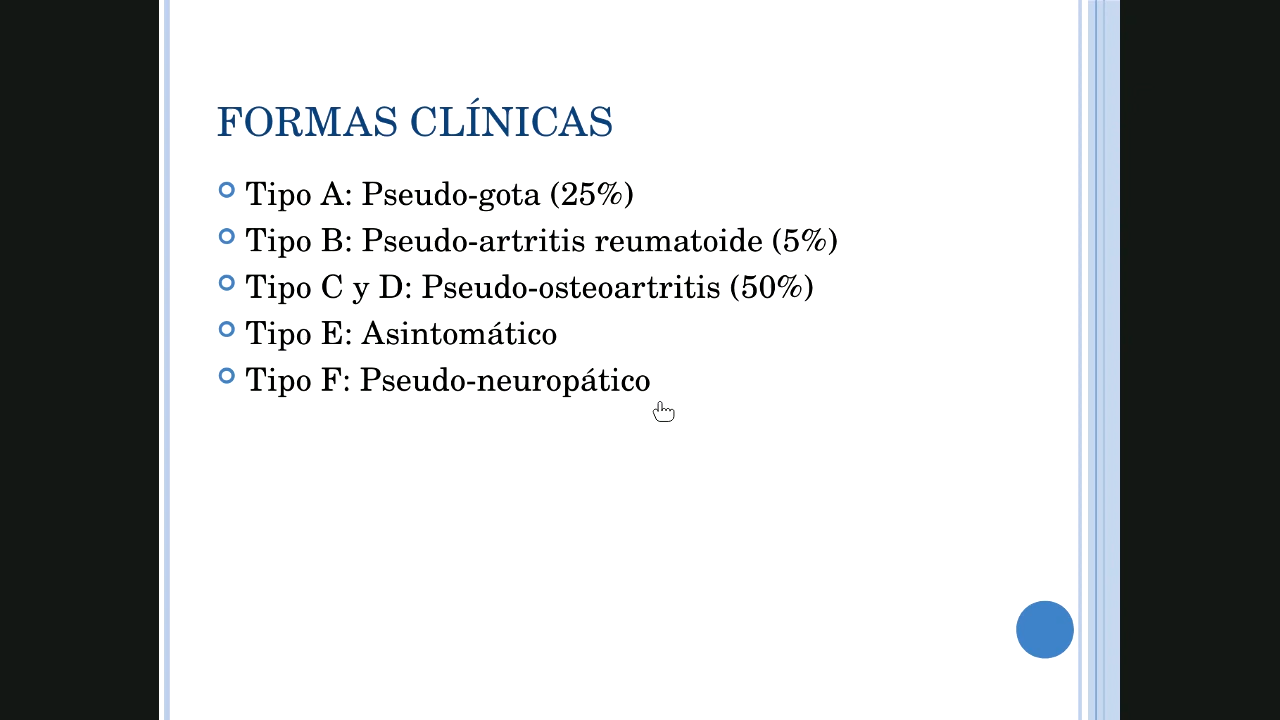 FORMAS CLÍNICAS
Tipo A: Pseudo-gota (25%)
Tipo B: Pseudo-artritis reumatoide (5%)
Tipo C y D: Pseudo-osteoartritis (50%)
Tipo E: Asintomático
Tipo F: Pseudo-neuropático